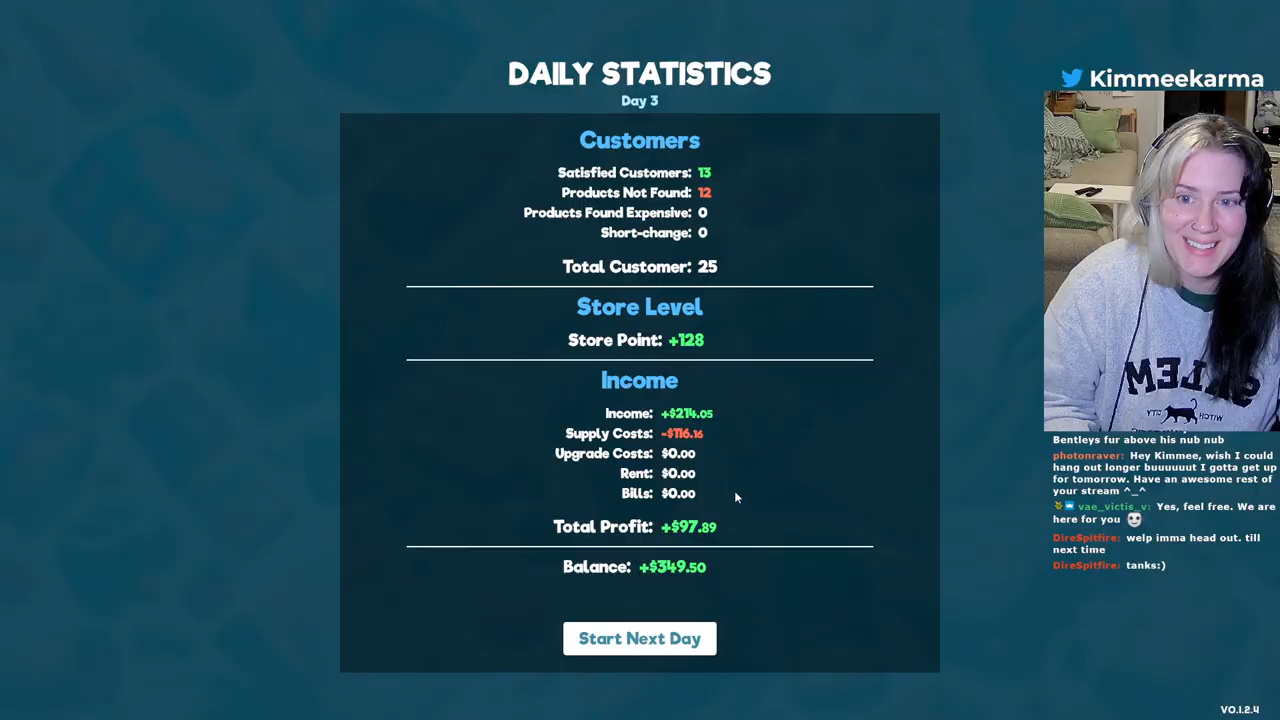 DAILY STATISTICS
Day 3
Customers
Satisfied Customers: 13
Products Not Found: 12
Products Found Expensive: 0
Short-change: 0
Total Customer: 25
Store Level
Store Point: +128
Income
Income: +$214.05
Supply Costs: -$116.16
Upgrade Costs: $0.00
Rent: $0.00
Bills: $0.00
Total Profit: +$97.89
Balance: +$349.50
Start Next Day
Kimmeekarma
SALEM
WITCH CITY
Bentleys fur above his nub nub
photonraver: Hey Kimmee, wish I could
hang out longer buuuuuut I gotta get up
for tomorrow. Have an awesome rest of
your stream ^_^
vae_victis_v: Yes, feel free. We are
here for you
DireSpitfire: welp imma head out. till
next time
DireSpitfire: tanks:)
V0.1.2.4